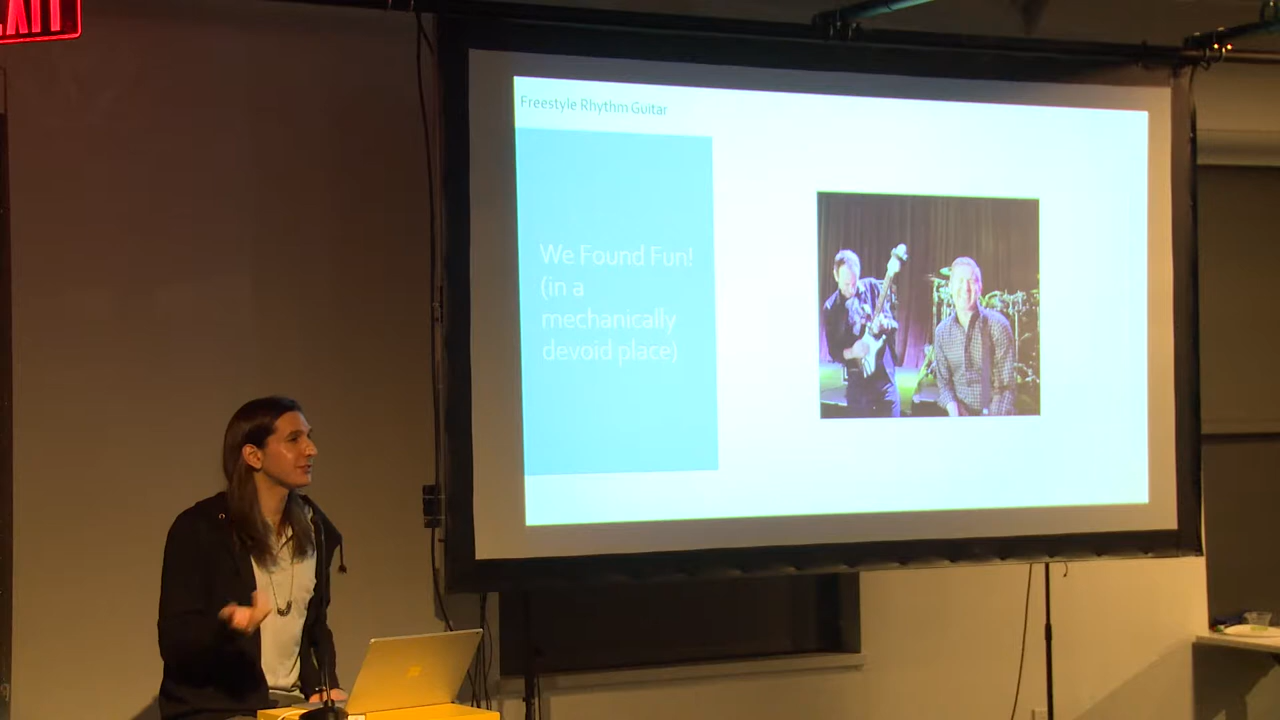 EXIT
Freestyle Rhythm Guitar
We Found Fun!
(in a
mechanically
devoid place)